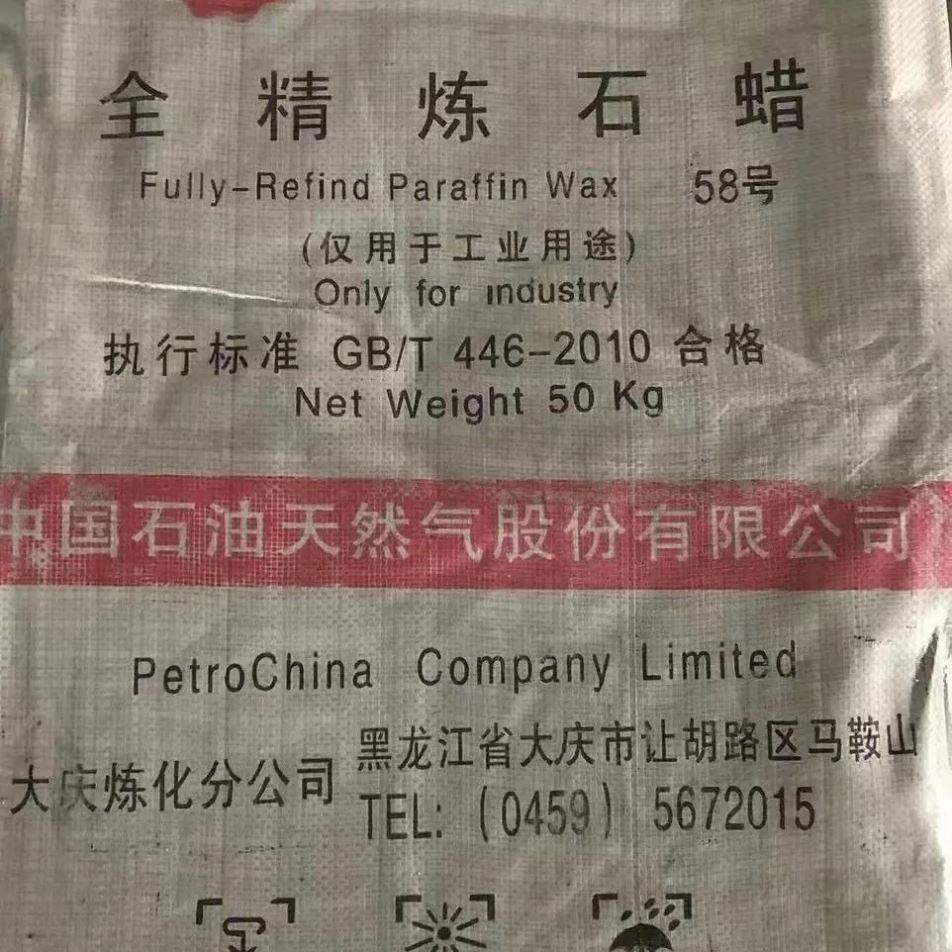 全精炼石蜡
Fully-Refind Paraffin Wax 58号
(仅用于工业用途)
Only for industry
执行标准 GB/T 446-2010 合格
Net Weight 50 Kg
中国石油天然气股份有限公司
PetroChina Company Limited
大庆炼化分公司
黑龙江省大庆市让胡路区马鞍山
TEL: (0459) 5672015